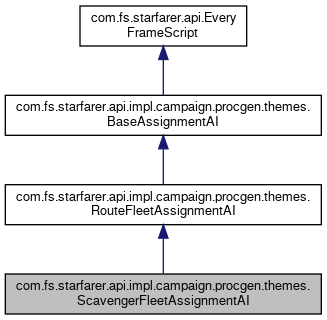 com.fs.starfarer.api.Every
FrameScript
com.fs.starfarer.api.impl.campaign.procgen.themes.
BaseAssignmentAI
com.fs.starfarer.api.impl.campaign.procgen.themes.
RouteFleetAssignmentAI
com.fs.starfarer.api.impl.campaign.procgen.themes.
ScavengerFleetAssignmentAI